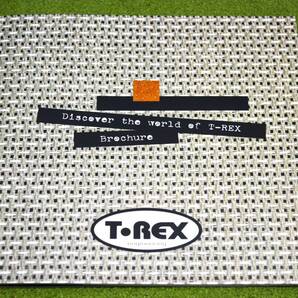 Discover the world of T-REX
Brochure
T•REX